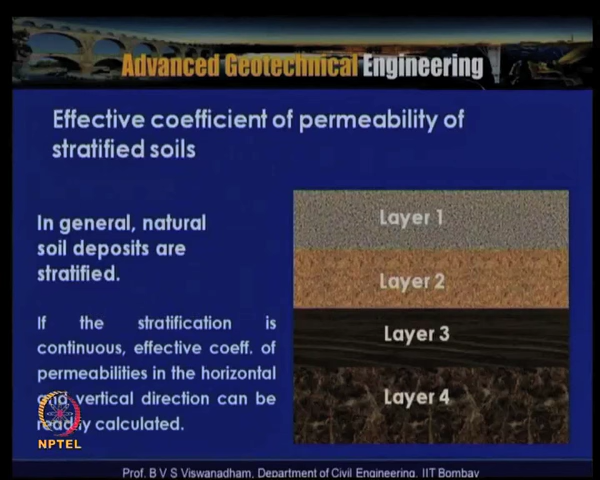 Advanced Geotechnical Engineering
Effective coefficient of permeability of
stratified soils
In general, natural
soil deposits are
stratified.
If the stratification is
continuous, effective coeff. of
permeabilities in the horizontal
and vertical direction can be
readily calculated.
Layer 1
Layer 2
Layer 3
Layer 4
NPTEL
Prof. B V S Viswanadham, Department of Civil Engineering, IIT Bombay